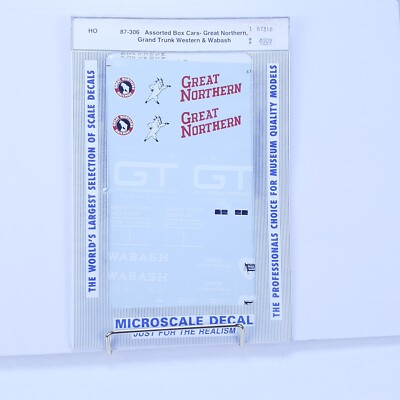 HO 87-306 Assorted Box Cars- Great Northern,
Grand Trunk Western & Wabash
GREAT
NORTHERN
GREAT
NORTHERN
GT GT
WABASH
WABASH
THE WORLD'S LARGEST SELECTION OF SCALE DECALS
THE PROFESSIONALS CHOICE FOR MUSEUM QUALITY MODELS
MICROSCALE DECAL
JUST FOR THE REALISM